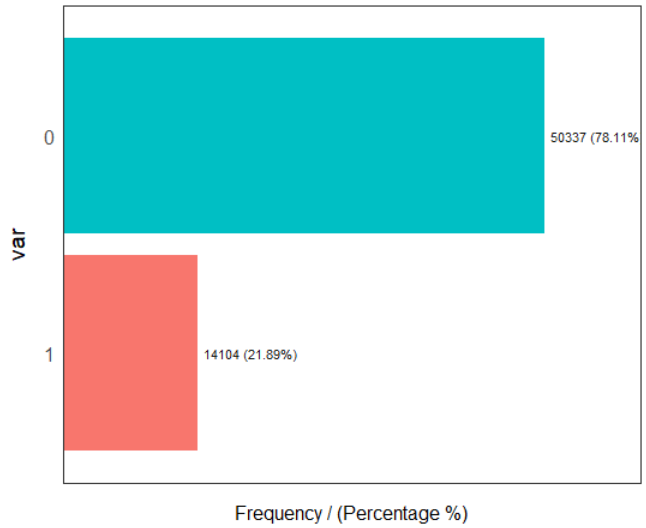 0
50337 (78.11%
var
1
14104 (21.89%)
Frequency / (Percentage %)